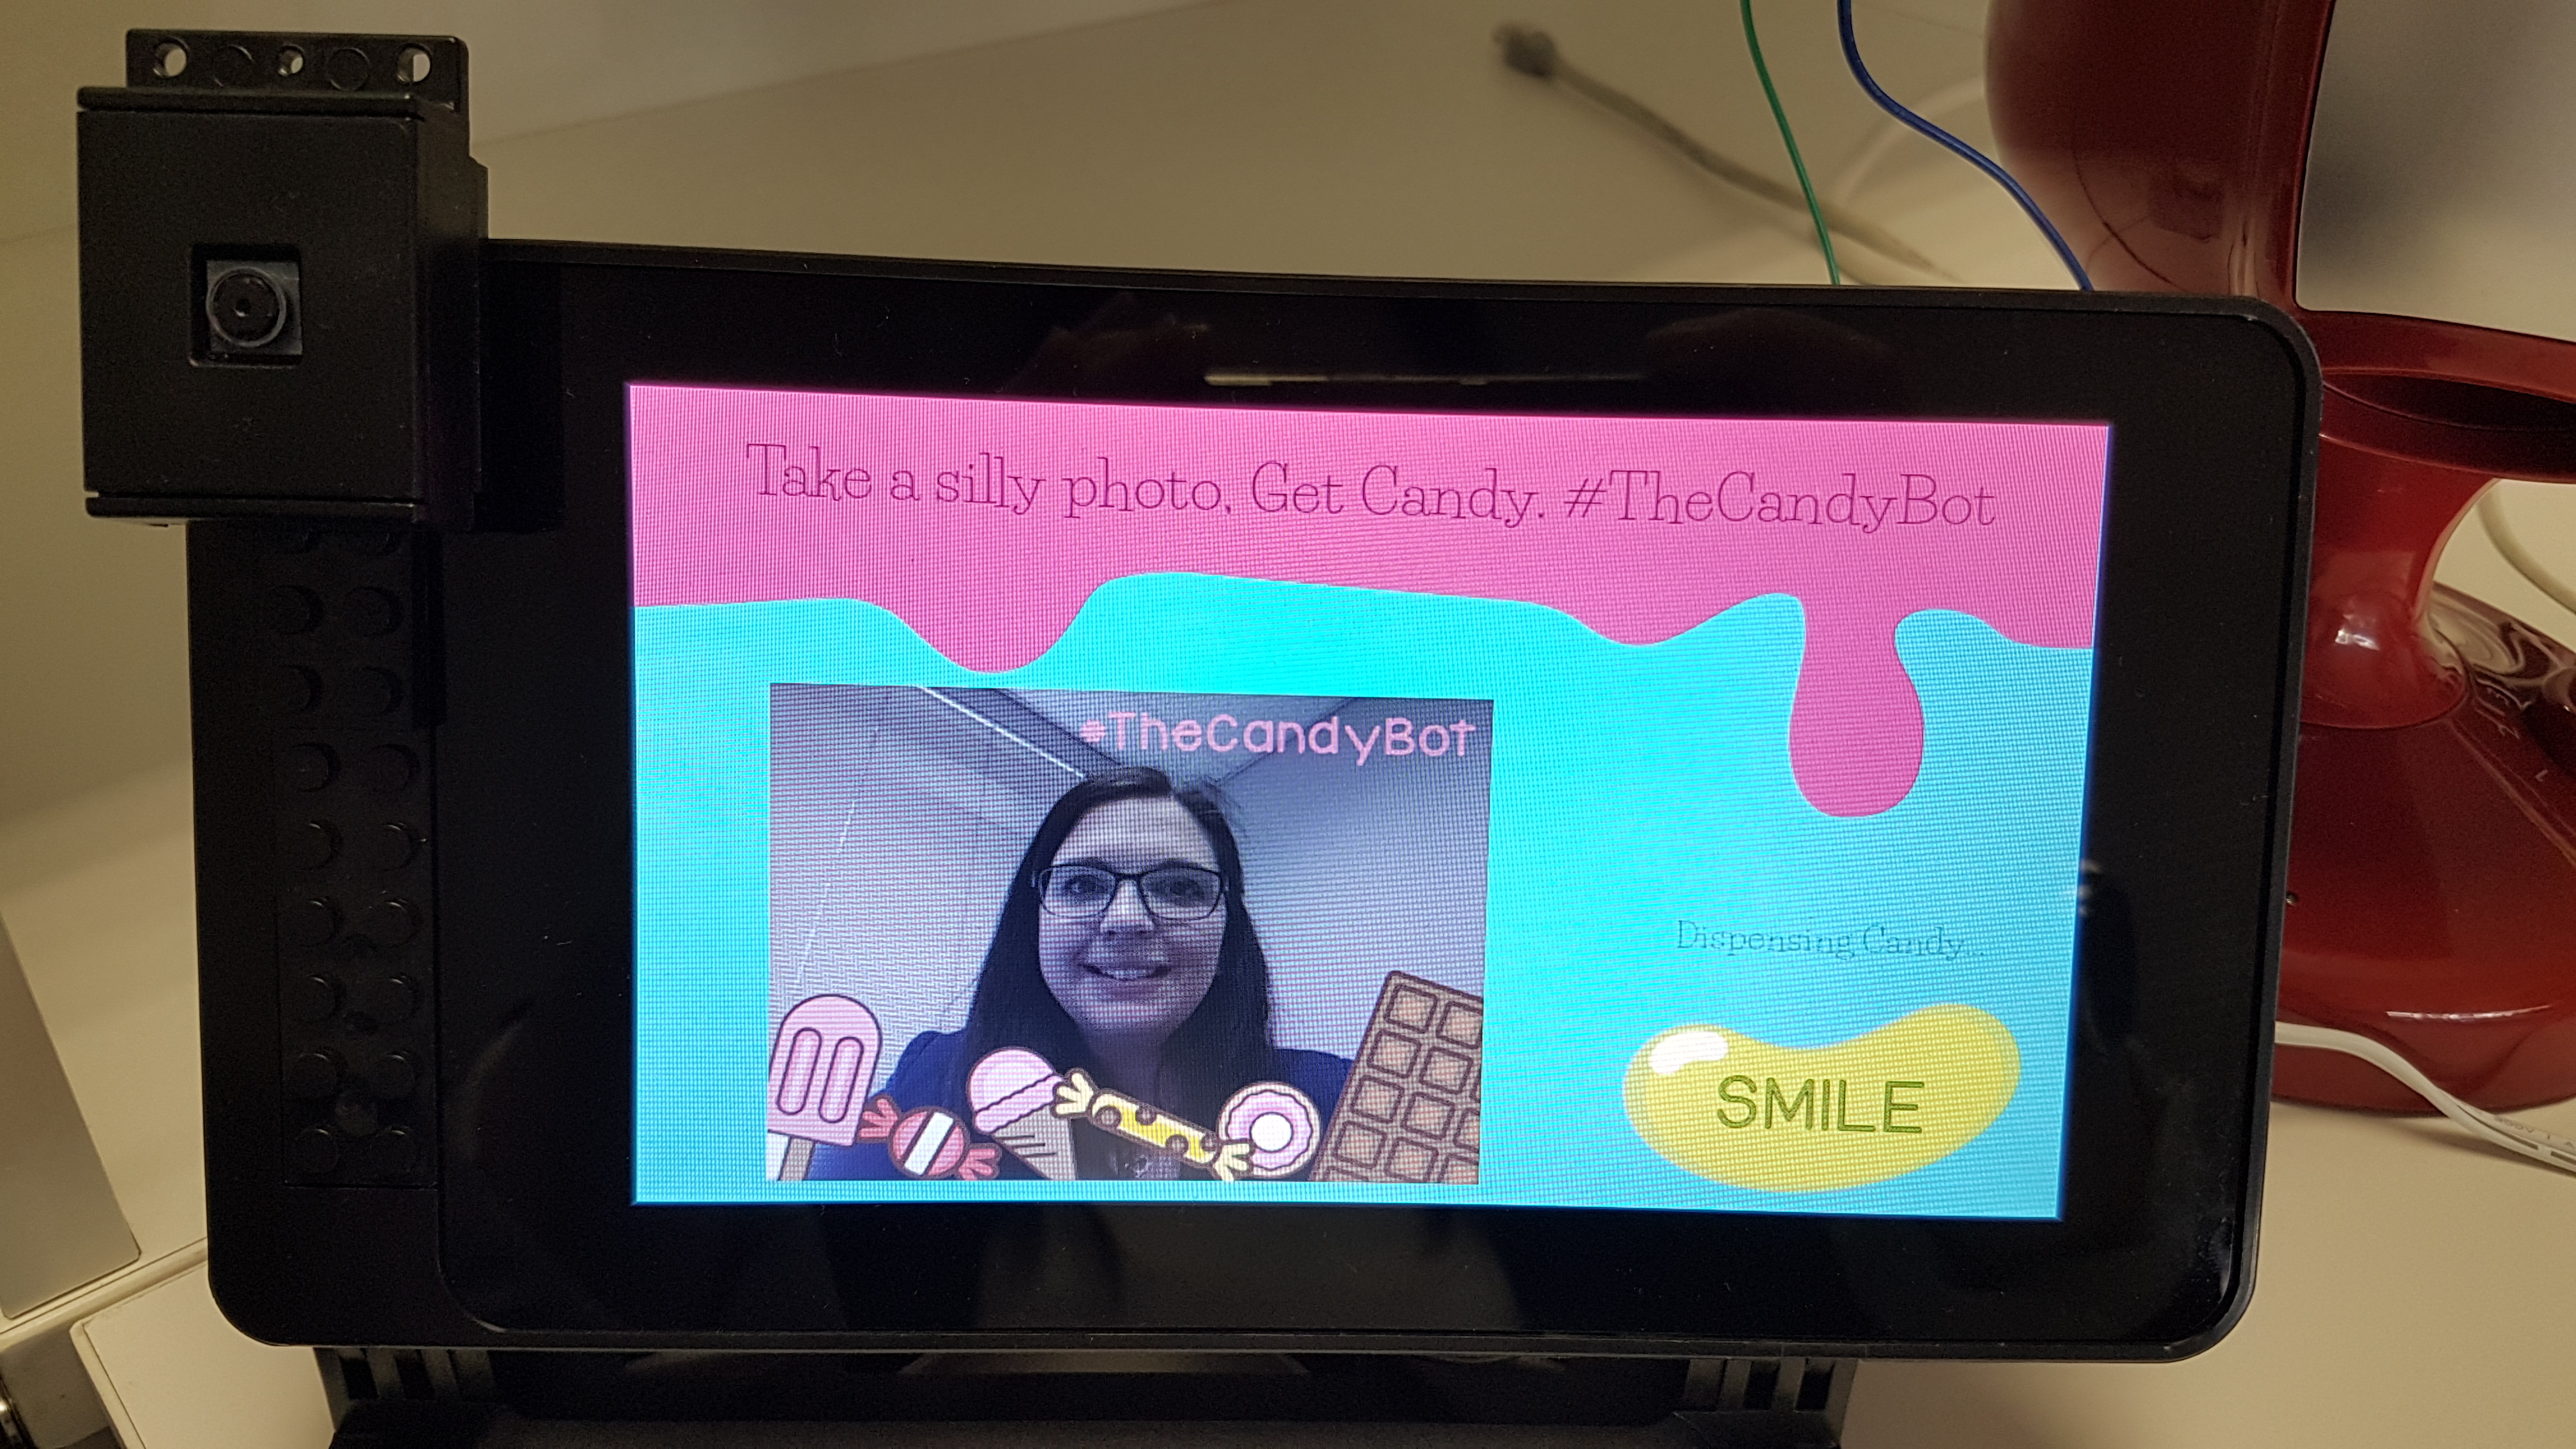 Take a silly photo, Get Candy. #TheCandyBot
#TheCandyBot
Dispensing Candy...
SMILE